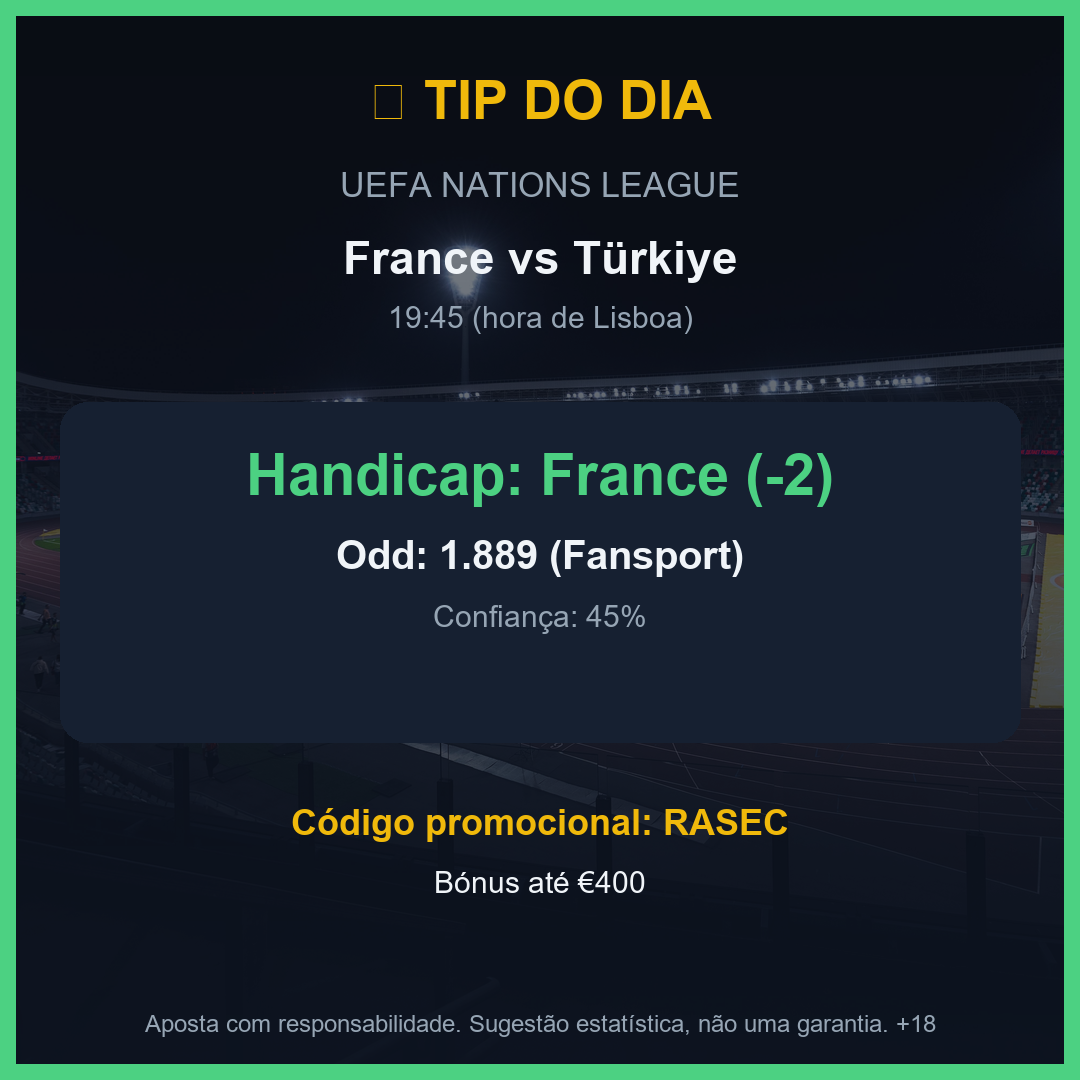 TIP DO DIA
UEFA NATIONS LEAGUE
France vs Türkiye
19:45 (hora de Lisboa)
Handicap: France (-2)
Odd: 1.889 (Fansport)
Confiança: 45%
Código promocional: RASEC
Bónus até €400
Aposta com responsabilidade. Sugestão estatística, não uma garantia. +18